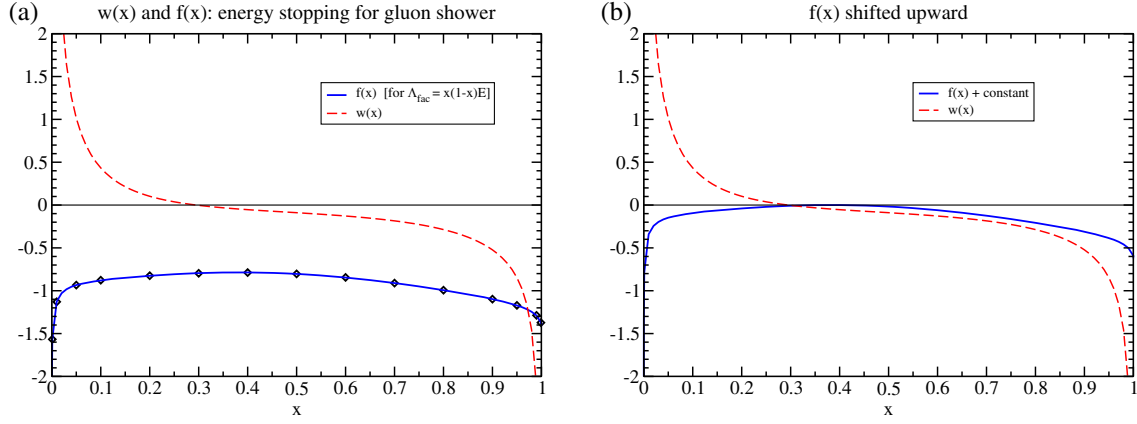 (a)
w(x) and f(x): energy stopping for gluon shower
2
1.5
1
0.5
0
-0.5
-1
-1.5
-2
f(x) [for Λfac = x(1-x)E]
w(x)
0 0.1 0.2 0.3 0.4 0.5 0.6 0.7 0.8 0.9 1
x
(b)
f(x) shifted upward
2
1.5
1
0.5
0
-0.5
-1
-1.5
-2
f(x) + constant
w(x)
0 0.1 0.2 0.3 0.4 0.5 0.6 0.7 0.8 0.9 1
x